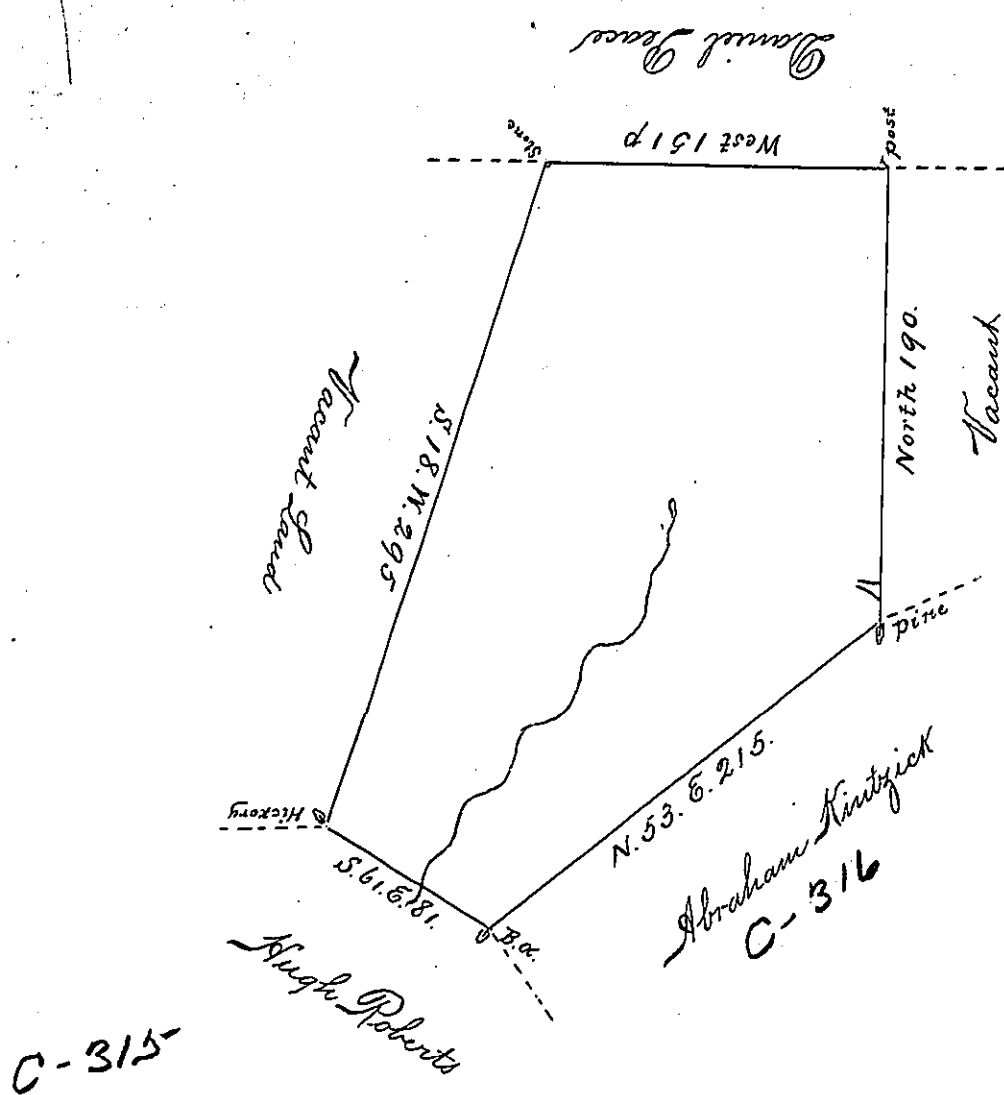 Daniel Peace
Stone
West 151 p
post
North 190.
Vacant
Vacant Land
S. 18. W. 295
pine
N. 53. E. 215.
Abraham Kintzick
C-316
Hickory
S. 61. E. 81.
B.O.
Hugh Roberts
C-315